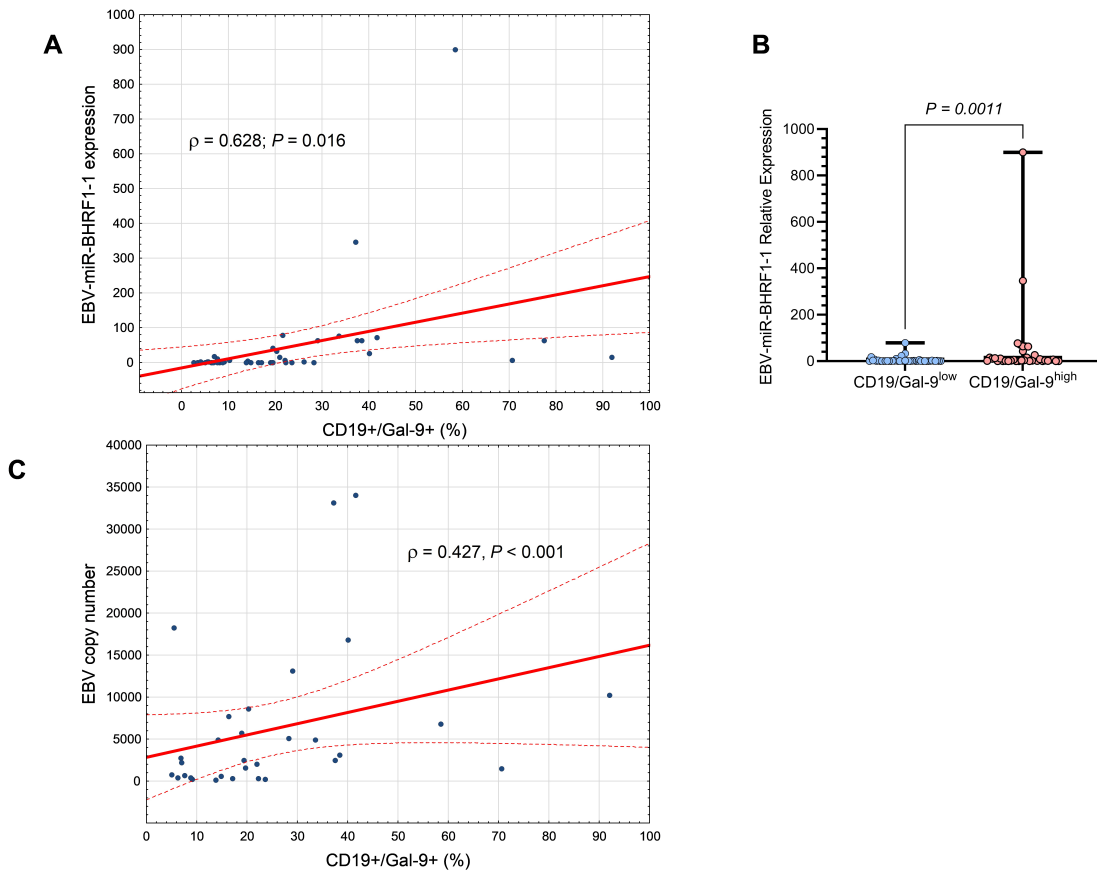 A
1000
900
800
700
600
500
400
300
200
100
0
EBV-miR-BHRF1-1 expression
ρ = 0.628; P = 0.016
0 10 20 30 40 50 60 70 80 90 100
CD19+/Gal-9+ (%)
B
P = 0.0011
1000
800
600
400
200
0
EBV-miR-BHRF1-1 Relative Expression
CD19/Gal-9low CD19/Gal-9high
C
40000
35000
30000
25000
20000
15000
10000
5000
0
EBV copy number
ρ = 0.427, P < 0.001
0 10 20 30 40 50 60 70 80 90 100
CD19+/Gal-9+ (%)